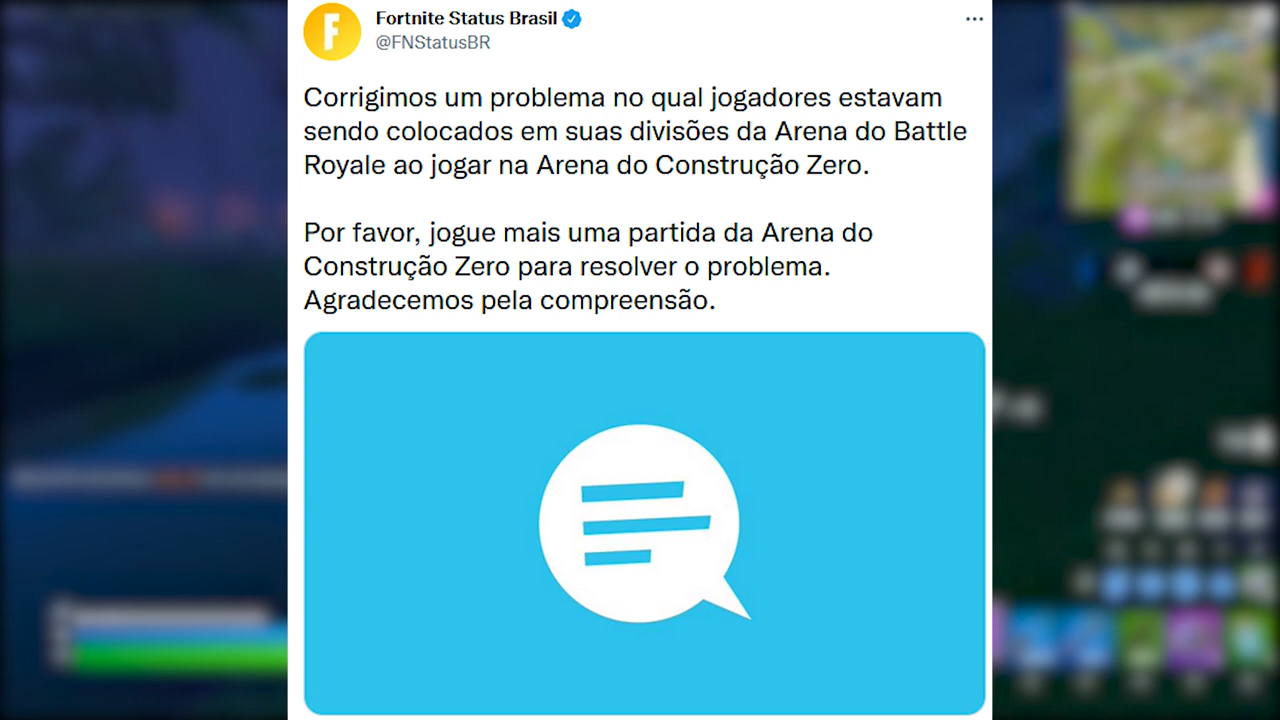 Fortnite Status Brasil
@FNStatusBR
Corrigimos um problema no qual jogadores estavam
sendo colocados em suas divisões da Arena do Battle
Royale ao jogar na Arena do Construção Zero.
Por favor, jogue mais uma partida da Arena do
Construção Zero para resolver o problema.
Agradecemos pela compreensão.